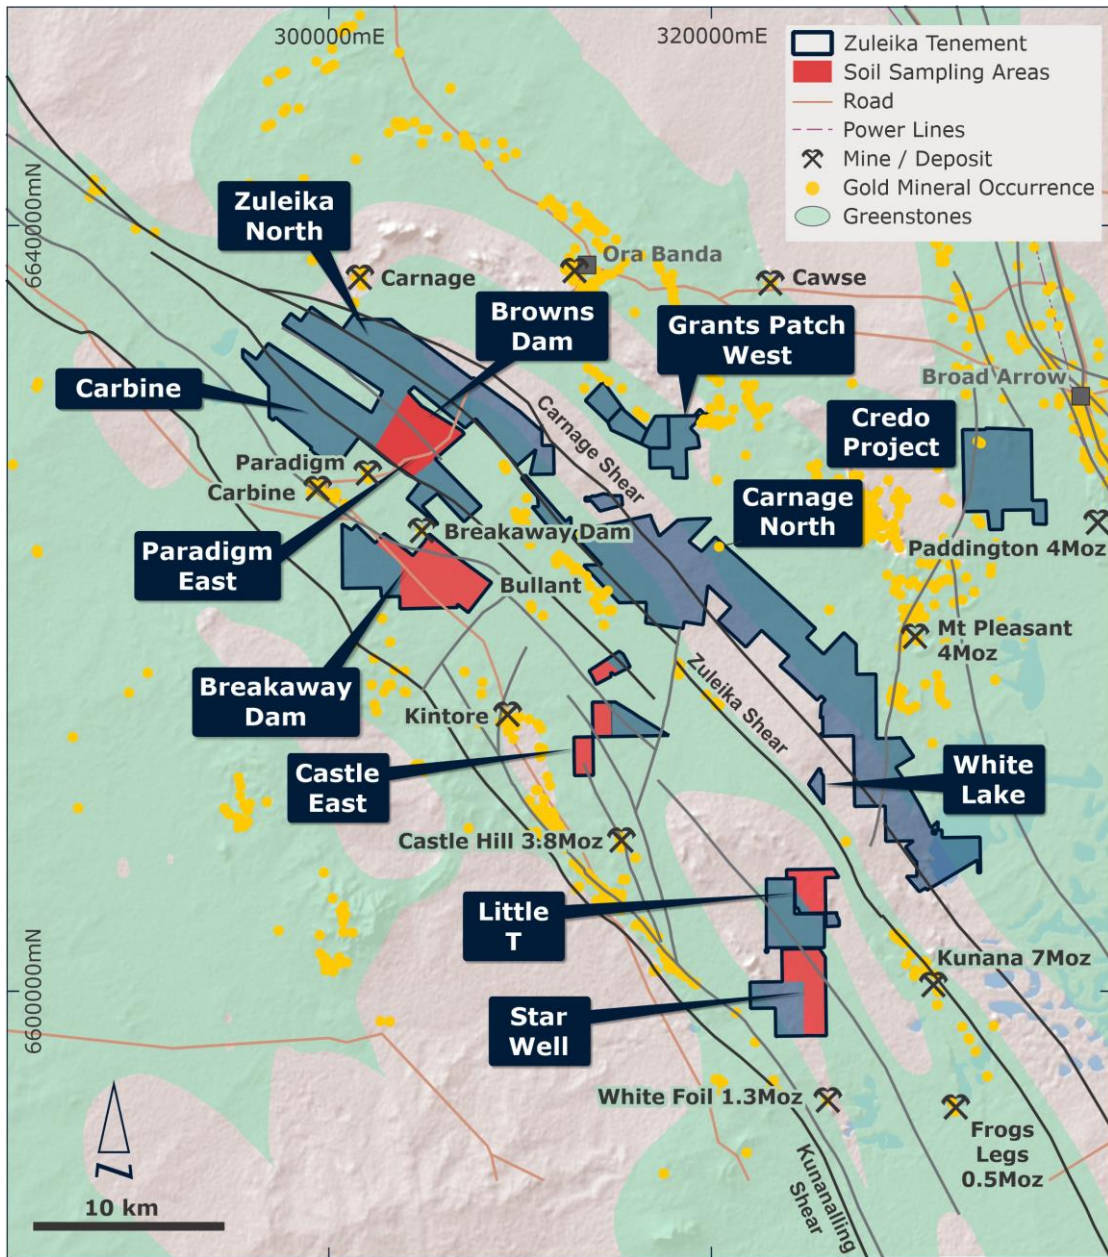 300000mE
320000mE
Zuleika Tenement
Soil Sampling Areas
Road
Power Lines
Mine / Deposit
Gold Mineral Occurrence
Greenstones
6640000mN
Zuleika
North
Carnage
Ora Banda
Cawse
Browns
Dam
Grants Patch
West
Carbine
Broad Arrow
Carnage Shear
Credo
Project
Paradigm
Carbine
Carnage
North
Paradigm
East
Breakaway Dam
Paddington 4Moz
Bullant
Mt Pleasant
4Moz
Breakaway
Dam
Zuleika Shear
Kintore
Castle
East
White
Lake
Castle Hill 3.8Moz
Little
T
6600000mN
Kunana 7Moz
Star
Well
White Foil 1.3Moz
Frogs
Legs
0.5Moz
Kunanalling
Shear
N
10 km